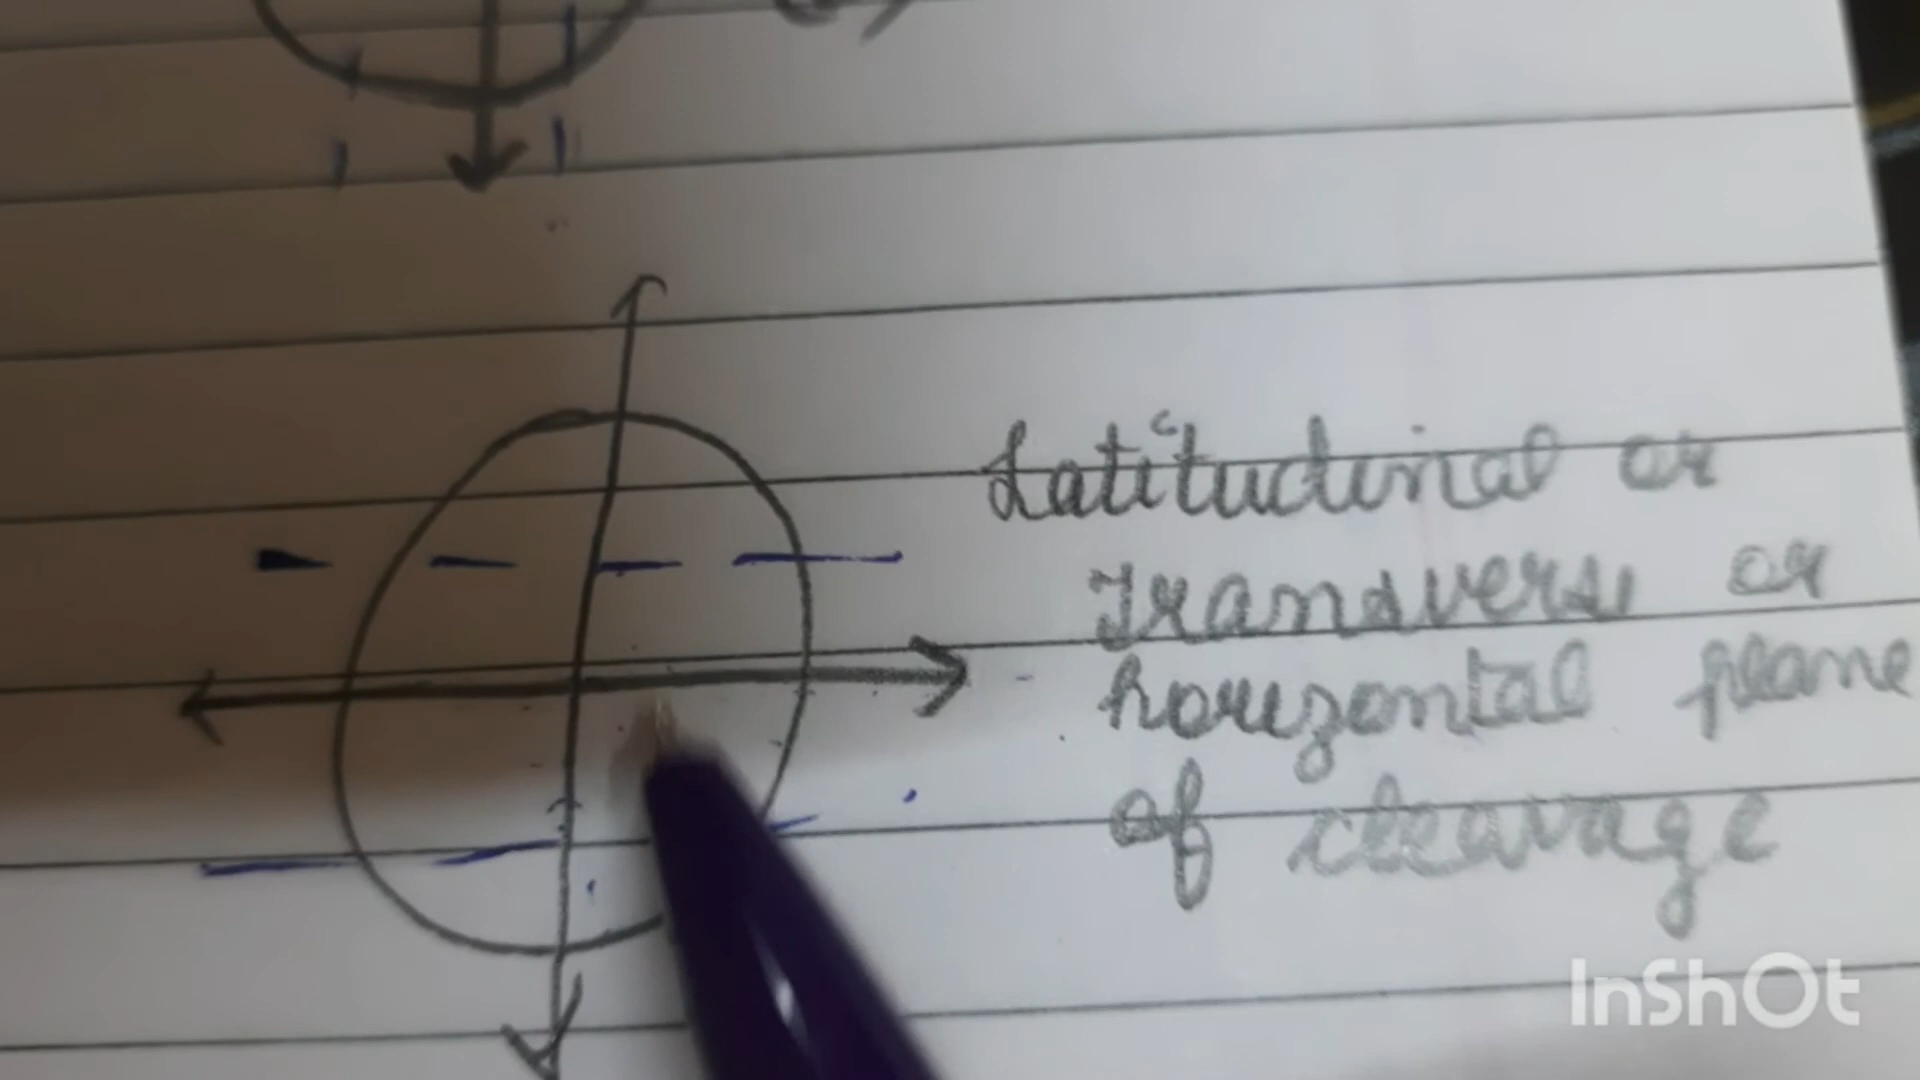 Latitudinal or
Transverse or
horizontal plane
of cleavage
InShOt